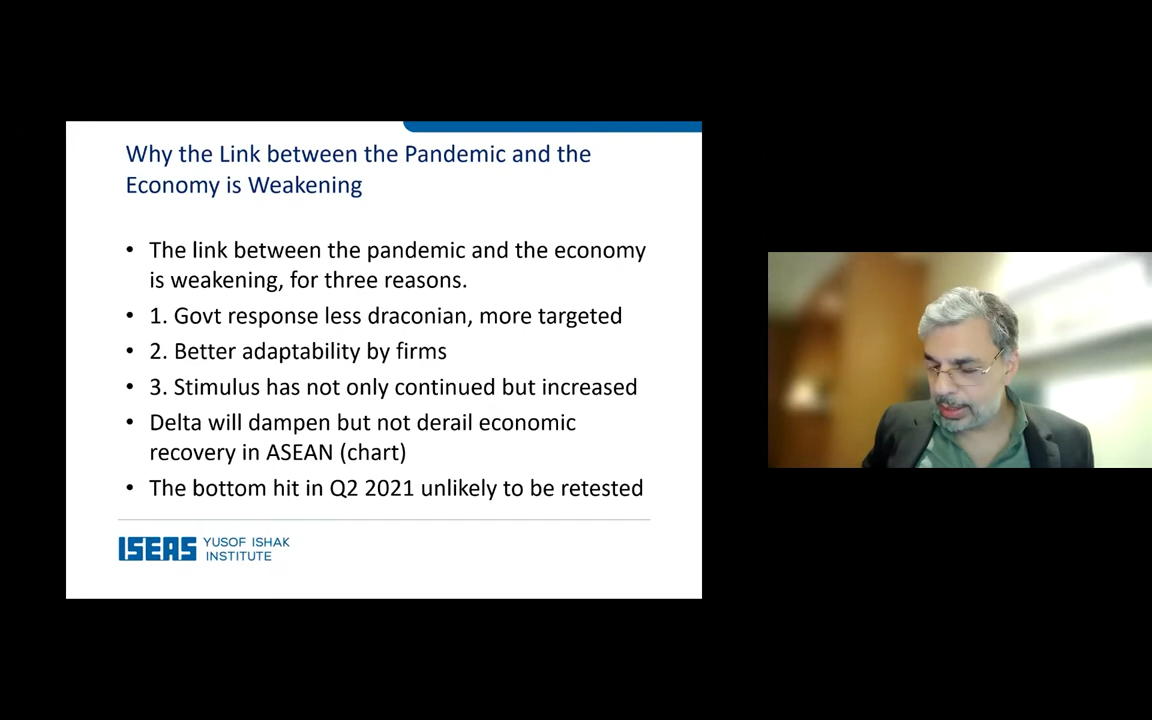 Why the Link between the Pandemic and the
Economy is Weakening
• The link between the pandemic and the economy
is weakening, for three reasons.
• 1. Govt response less draconian, more targeted
• 2. Better adaptability by firms
• 3. Stimulus has not only continued but increased
• Delta will dampen but not derail economic
recovery in ASEAN (chart)
• The bottom hit in Q2 2021 unlikely to be retested
ISEAS YUSOF ISHAK
INSTITUTE